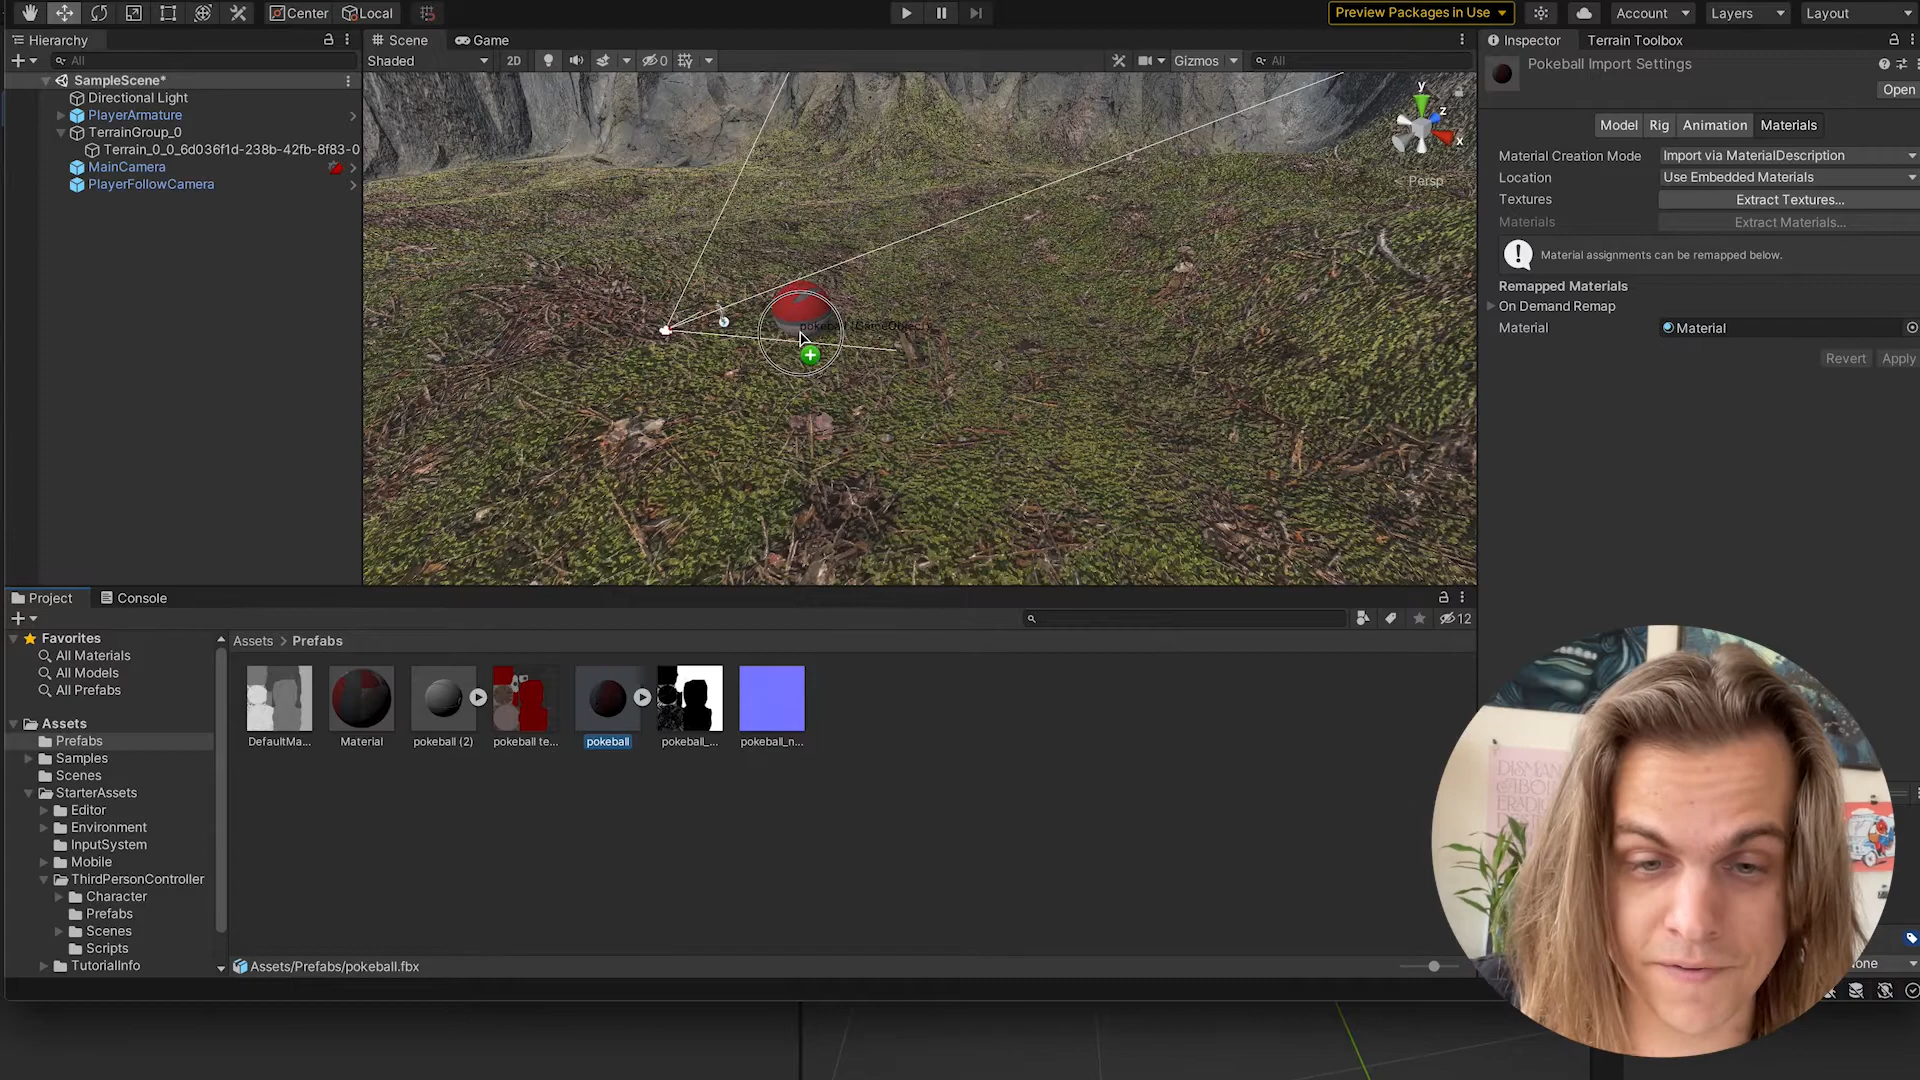 Center
Local
Preview Packages in Use
Account
Layers
Layout
Hierarchy
Scene
Game
Inspector
Terrain Toolbox
All
Shaded
2D
0
Gizmos
All
Pokeball Import Settings
Open
SampleScene*
Directional Light
PlayerArmature
TerrainGroup_0
Terrain_0_0_6d036f1d-238b-42fb-8f83-0
MainCamera
PlayerFollowCamera
y
z
x
Persp
pokeball (GameObject)
Model
Rig
Animation
Materials
Material Creation Mode
Import via MaterialDescription
Location
Use Embedded Materials
Textures
Extract Textures...
Materials
Extract Materials...
Material assignments can be remapped below.
Remapped Materials
On Demand Remap
Material
Material
Revert
Apply
Project
Console
12
Favorites
All Materials
All Models
All Prefabs
Assets
Prefabs
Samples
Scenes
StarterAssets
Editor
Environment
InputSystem
Mobile
ThirdPersonController
Character
Prefabs
Scenes
Scripts
TutorialInfo
Assets > Prefabs
DefaultMa...
Material
pokeball (2)
pokeball te...
pokeball
pokeball_...
pokeball_n...
Assets/Prefabs/pokeball.fbx